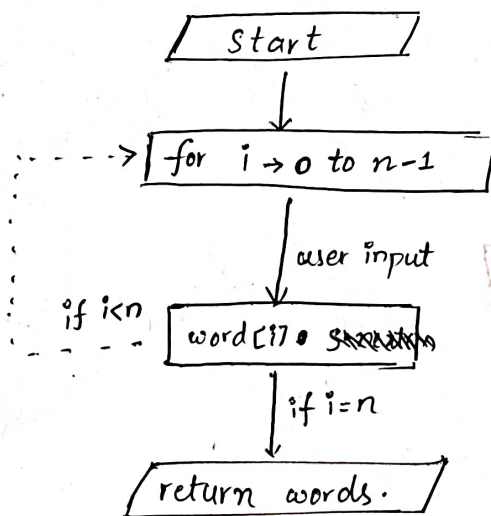 start
for i → 0 to n-1
user input
if i<n
word[i]
if i=n
return words.